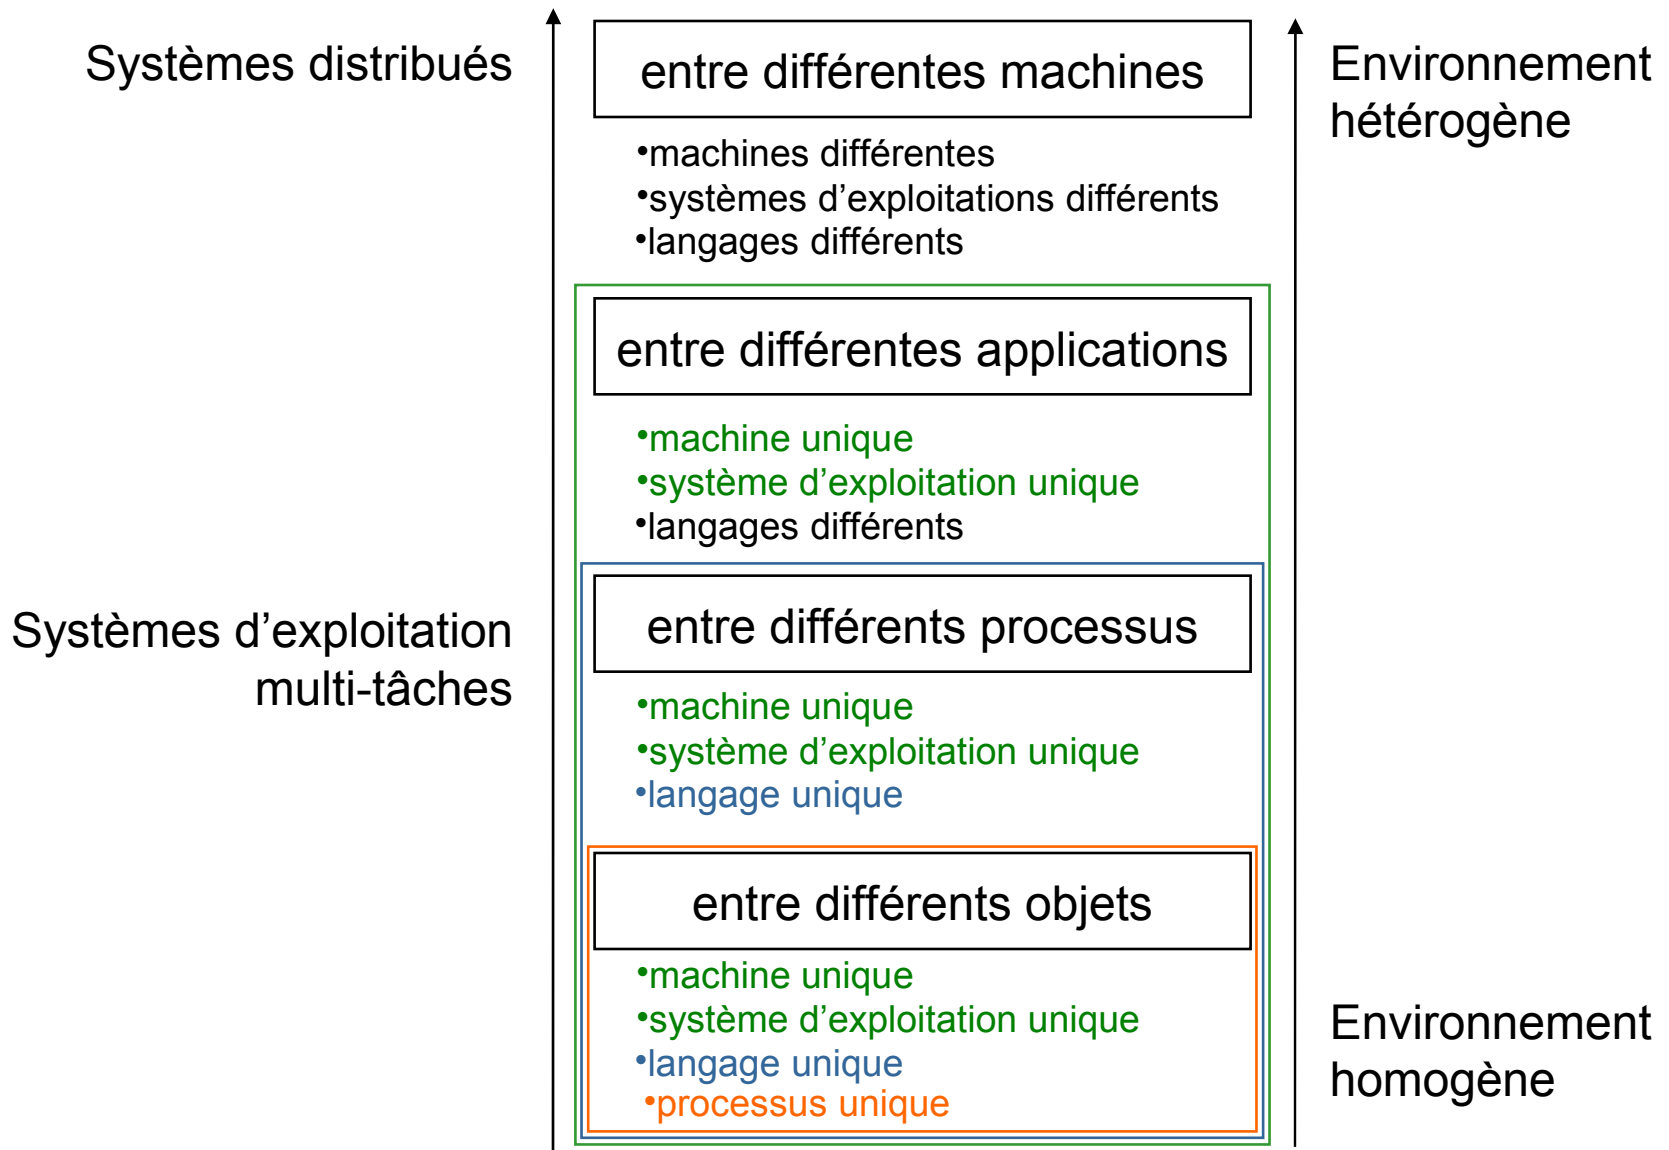 Systèmes distribués
entre différentes machines
Environnement
hétérogène
•machines différentes
•systèmes d’exploitations différents
•langages différents
entre différentes applications
•machine unique
•système d’exploitation unique
•langages différents
Systèmes d’exploitation
multi-tâches
entre différents processus
•machine unique
•système d’exploitation unique
•langage unique
entre différents objets
•machine unique
•système d’exploitation unique
•langage unique
•processus unique
Environnement
homogène